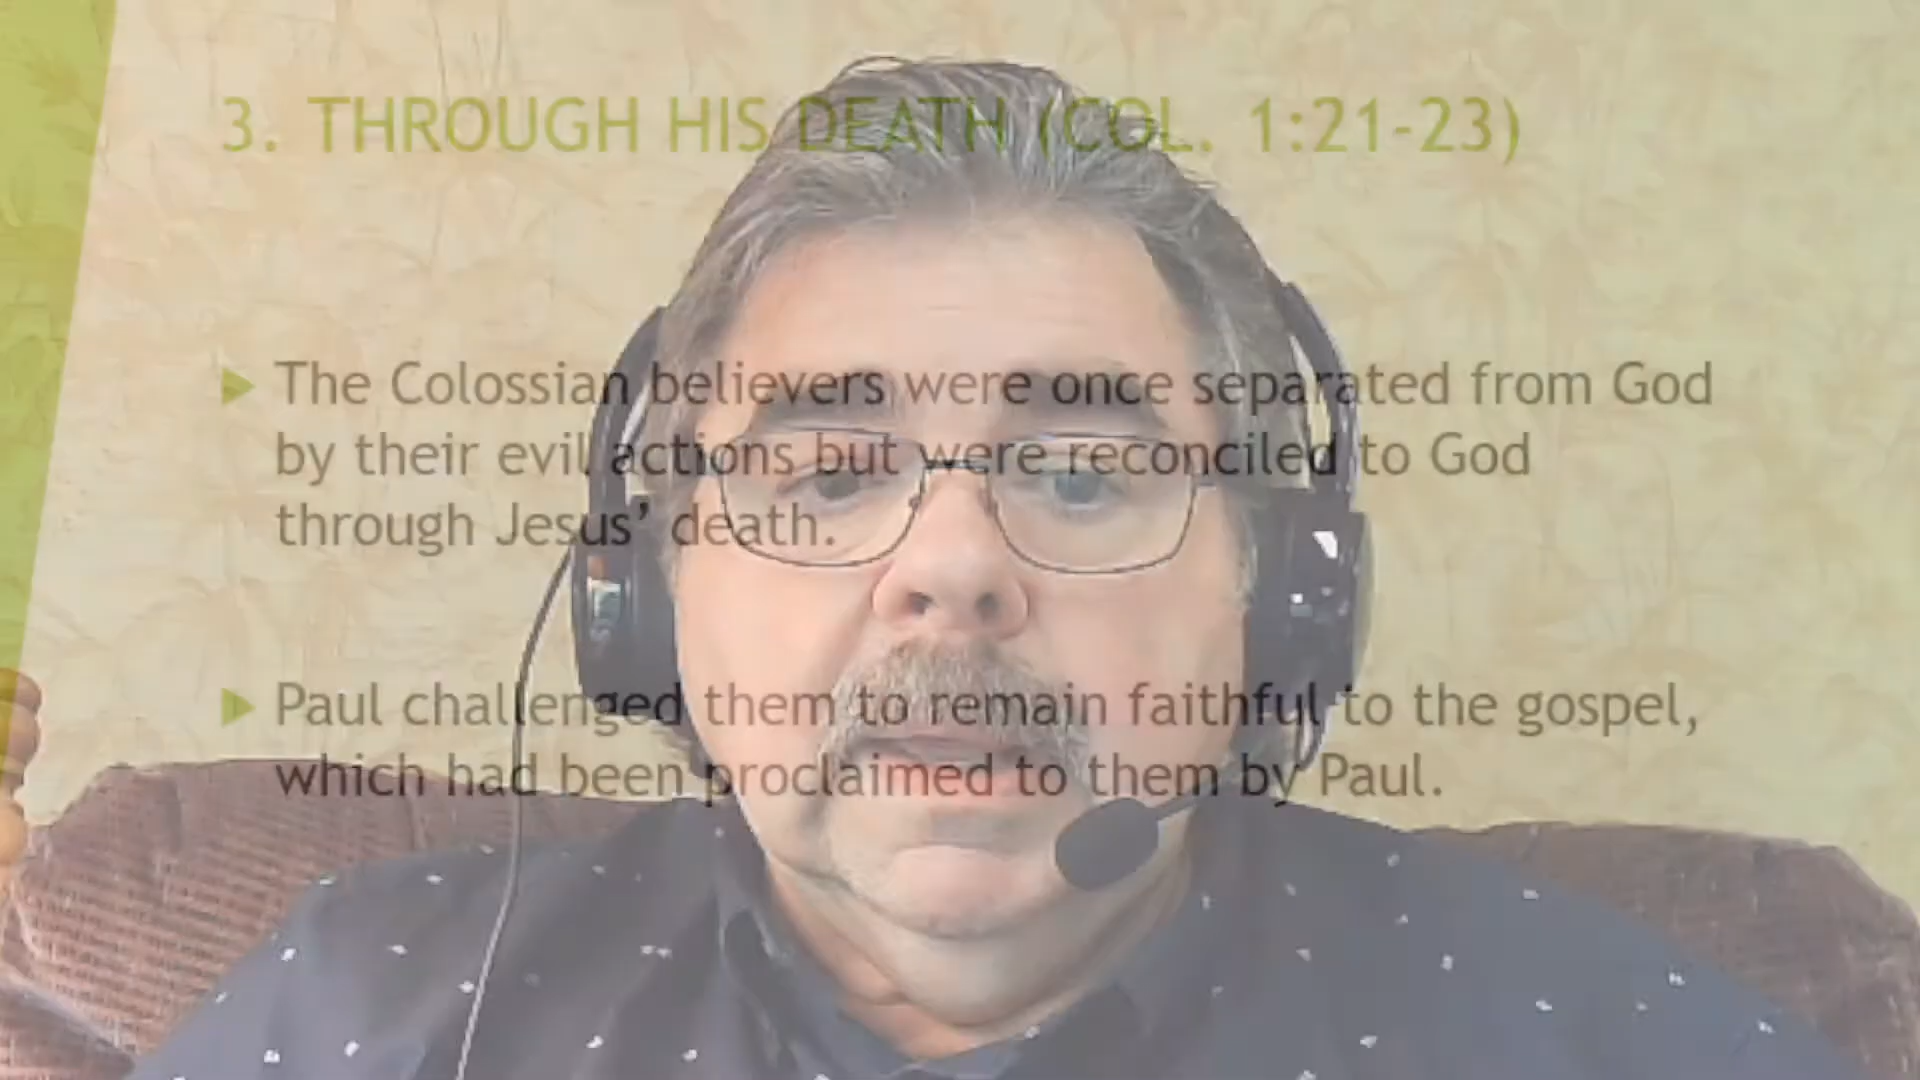 3. THROUGH HIS DEATH (COL. 1:21-23)
The Colossian believers were once separated from God
by their evil actions but were reconciled to God
through Jesus’ death.
Paul challenged them to remain faithful to the gospel,
which had been proclaimed to them by Paul.